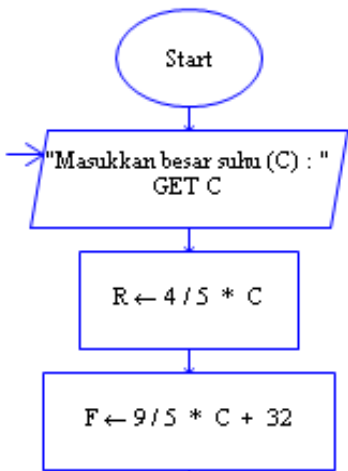 Start
"Masukkan besar suhu (C) : "
GET C
R ← 4 / 5 * C
F ← 9 / 5 * C + 32